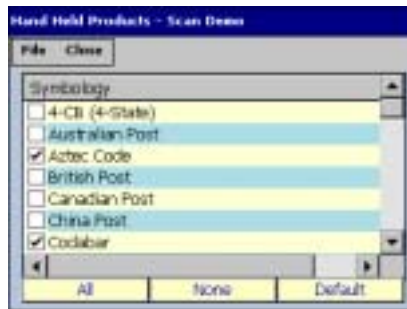 Hand Held Products - Scan Demo
File Close
Symbology
4-CB (4-State)
Australian Post
Aztec Code
British Post
Canadian Post
China Post
Codabar
All None Default